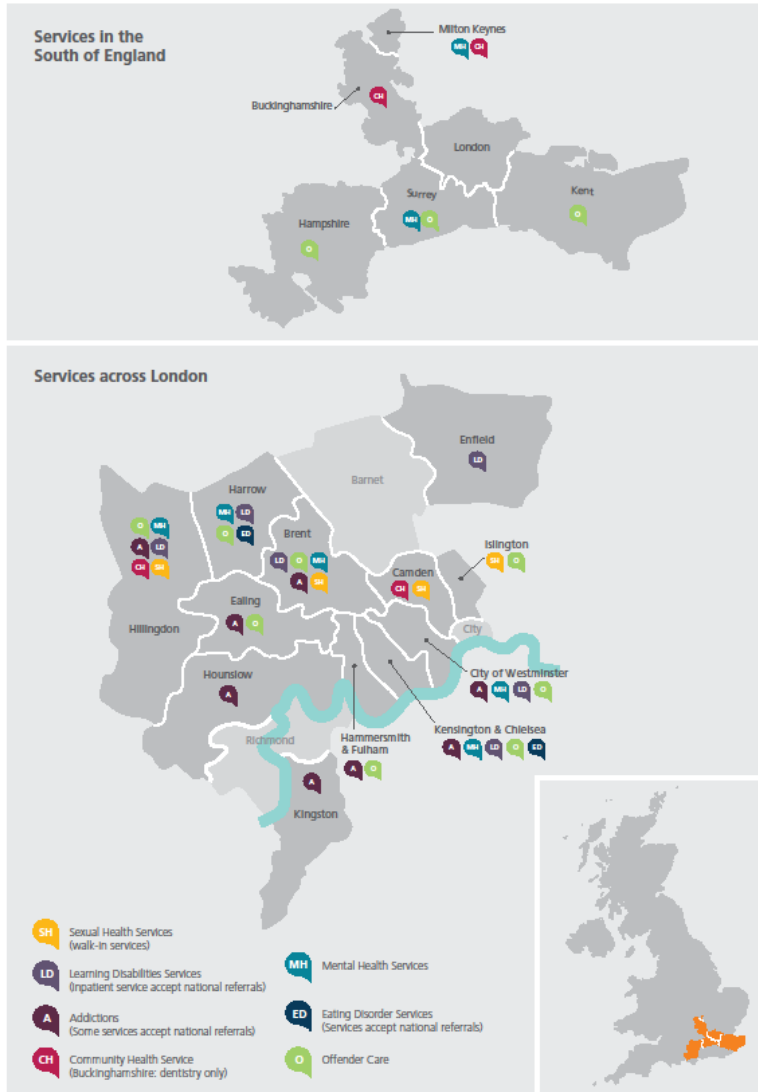 Services in the
South of England
Milton Keynes
MH CH
Buckinghamshire
CH
London
Surrey
MH O
Kent
O
Hampshire
O
Services across London
Enfield
LD
Barnet
Harrow
MH LD
O ED
O MH
A LD
CH SH
Hillingdon
Brent
LD O MH
A SH
Islington
SH O
Camden
CH SH
Ealing
A O
City
Hounslow
A
City of Westminster
A MH LD O
Kensington & Chlelsea
A MH LD O ED
Richmond
Hammersmith
& Fulham
A O
A
Kingston
SH Sexual Health Services
(walk-in services)
LD Learning Disabilities Services
(Inpatient service accept national referrals)
A Addictions
(Some services accept national referrals)
CH Community Health Service
(Buckinghamshire: dentistry only)
MH Mental Health Services
ED Eating Disorder Services
(Services accept national referrals)
O Offender Care